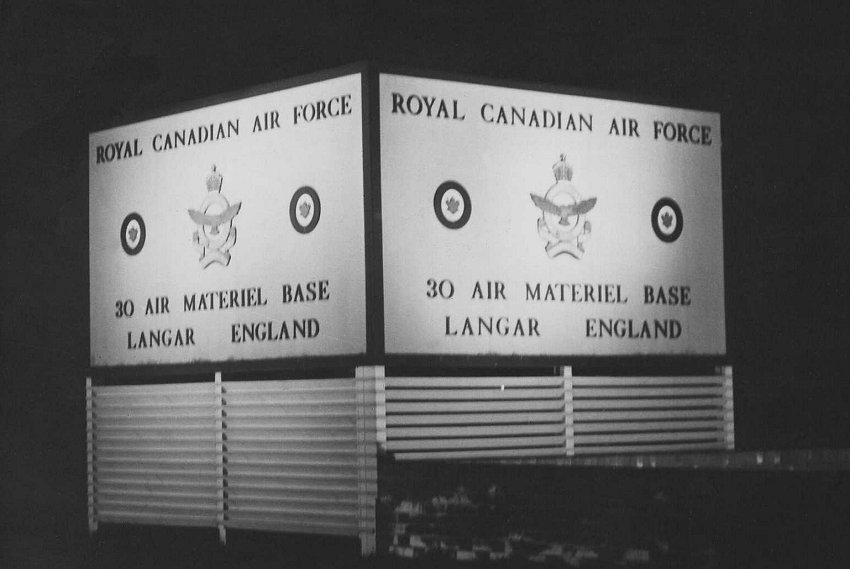 ROYAL CANADIAN AIR FORCE
30 AIR MATERIEL BASE
LANGAR ENGLAND
ROYAL CANADIAN AIR FORCE
30 AIR MATERIEL BASE
LANGAR ENGLAND